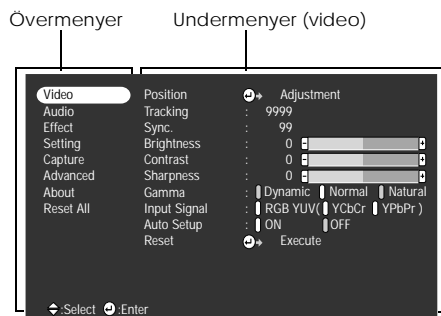 Övermenyer Undermenyer (video)
Video Position Adjustment
Audio Tracking : 9999
Effect Sync. : 99
Setting Brightness : 0 - +
Capture Contrast : 0 - +
Advanced Sharpness : 0 - +
About Gamma : Dynamic Normal Natural
Reset All Input Signal : RGB YUV( YCbCr YPbPr )
Auto Setup : ON OFF
Reset Execute
:Select :Enter